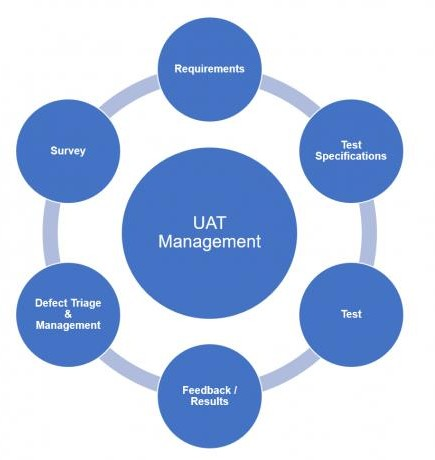 Requirements
Test
Specifications
Test
Feedback /
Results
Defect Triage
&
Management
Survey
UAT
Management